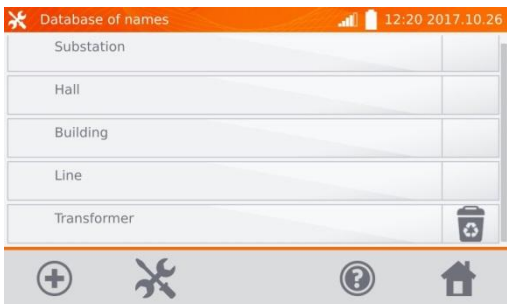 Database of names 12:20 2017.10.26
Substation
Hall
Building
Line
Transformer